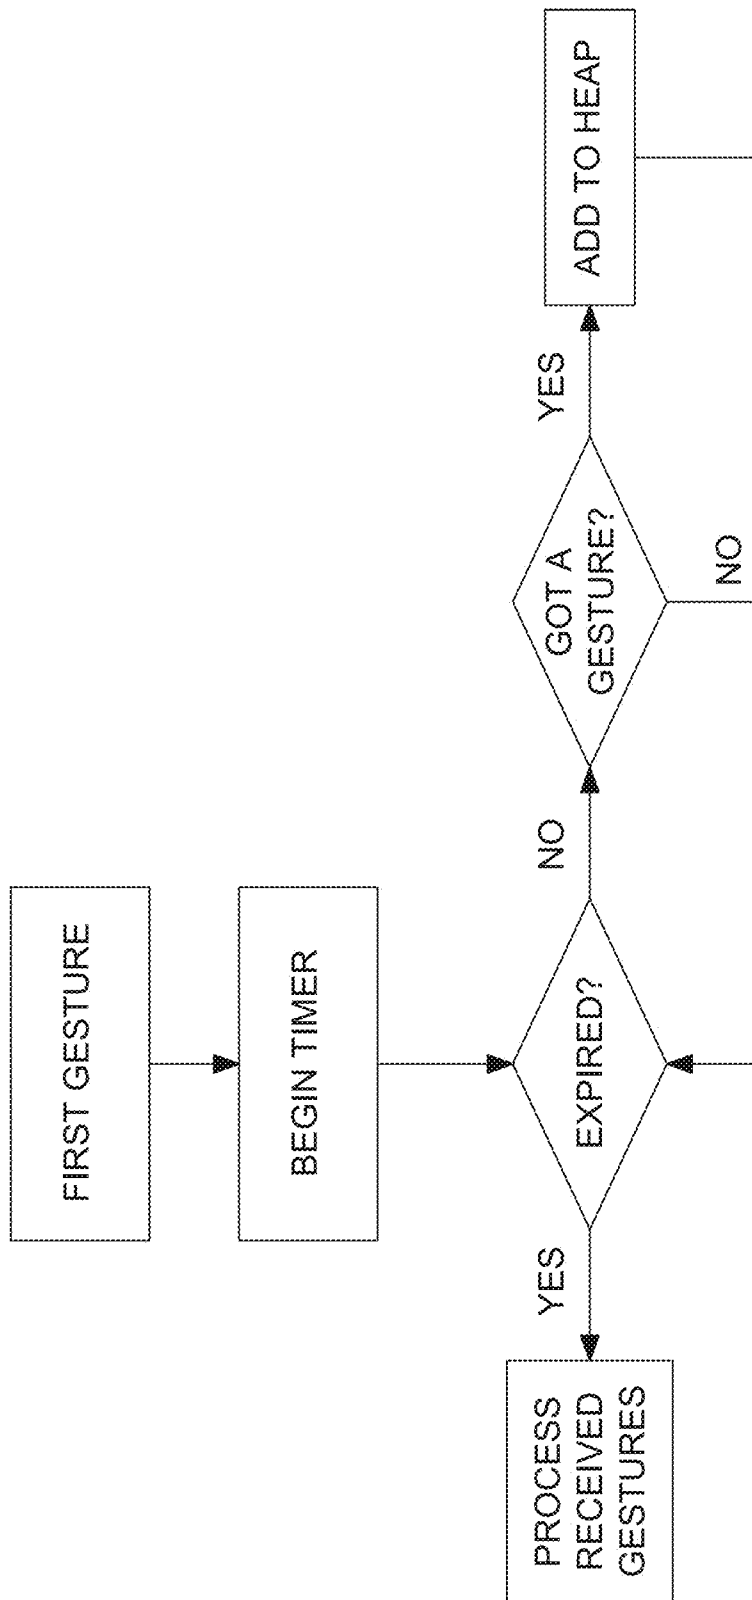 FIRST GESTURE
BEGIN TIMER
EXPIRED?
YES
PROCESS
RECEIVED
GESTURES
NO
GOT A
GESTURE?
YES
ADD TO HEAP
NO